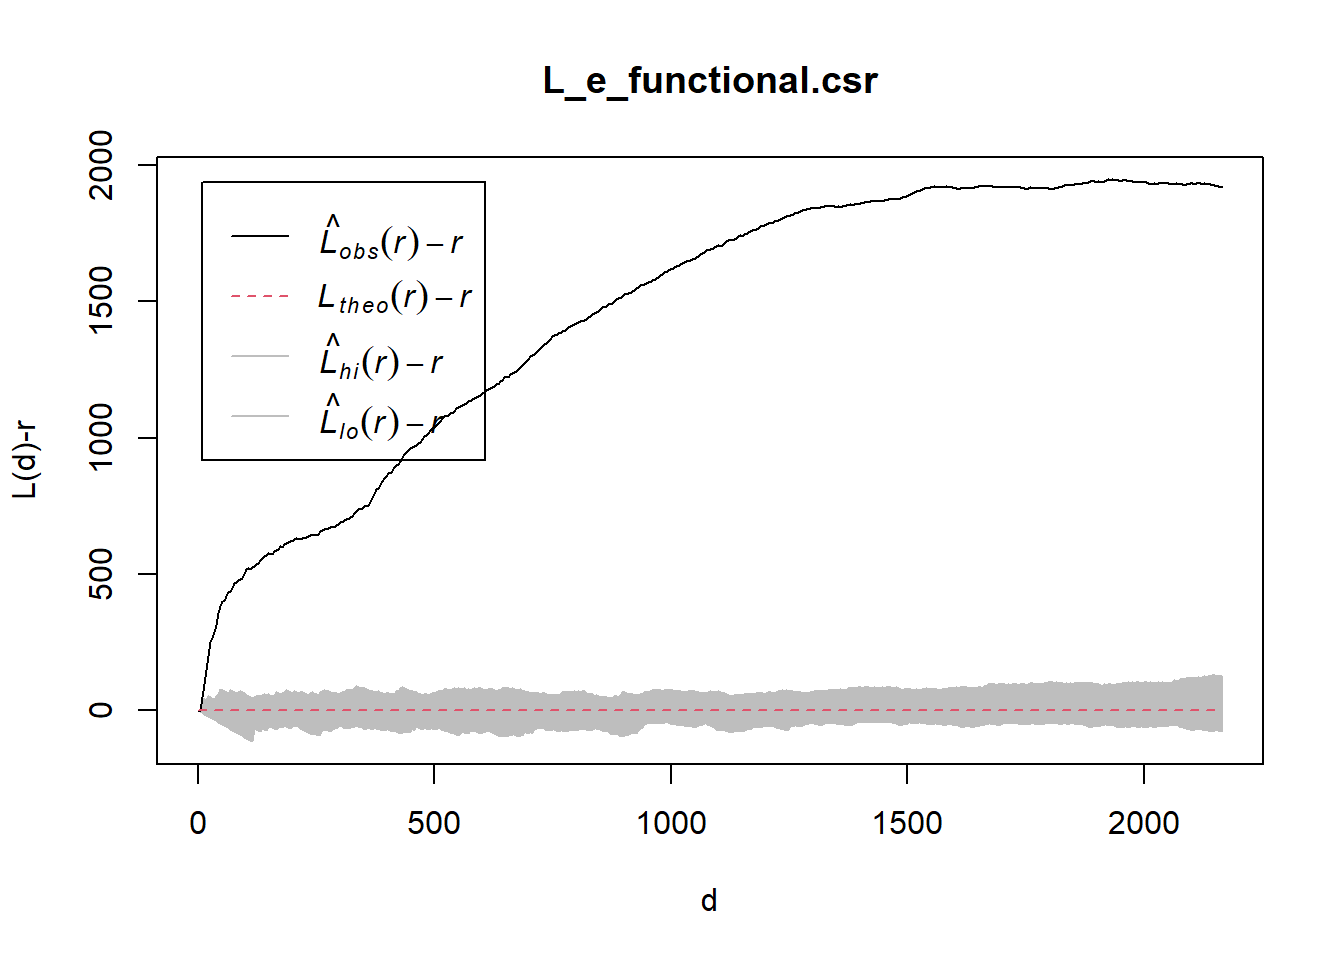 L_e_functional.csr
L(d)-r
2000
1500
1000
500
0
L̂obs(r) − r
Ltheo(r) − r
L̂hi(r) − r
L̂lo(r) − r
0 500 1000 1500 2000
d